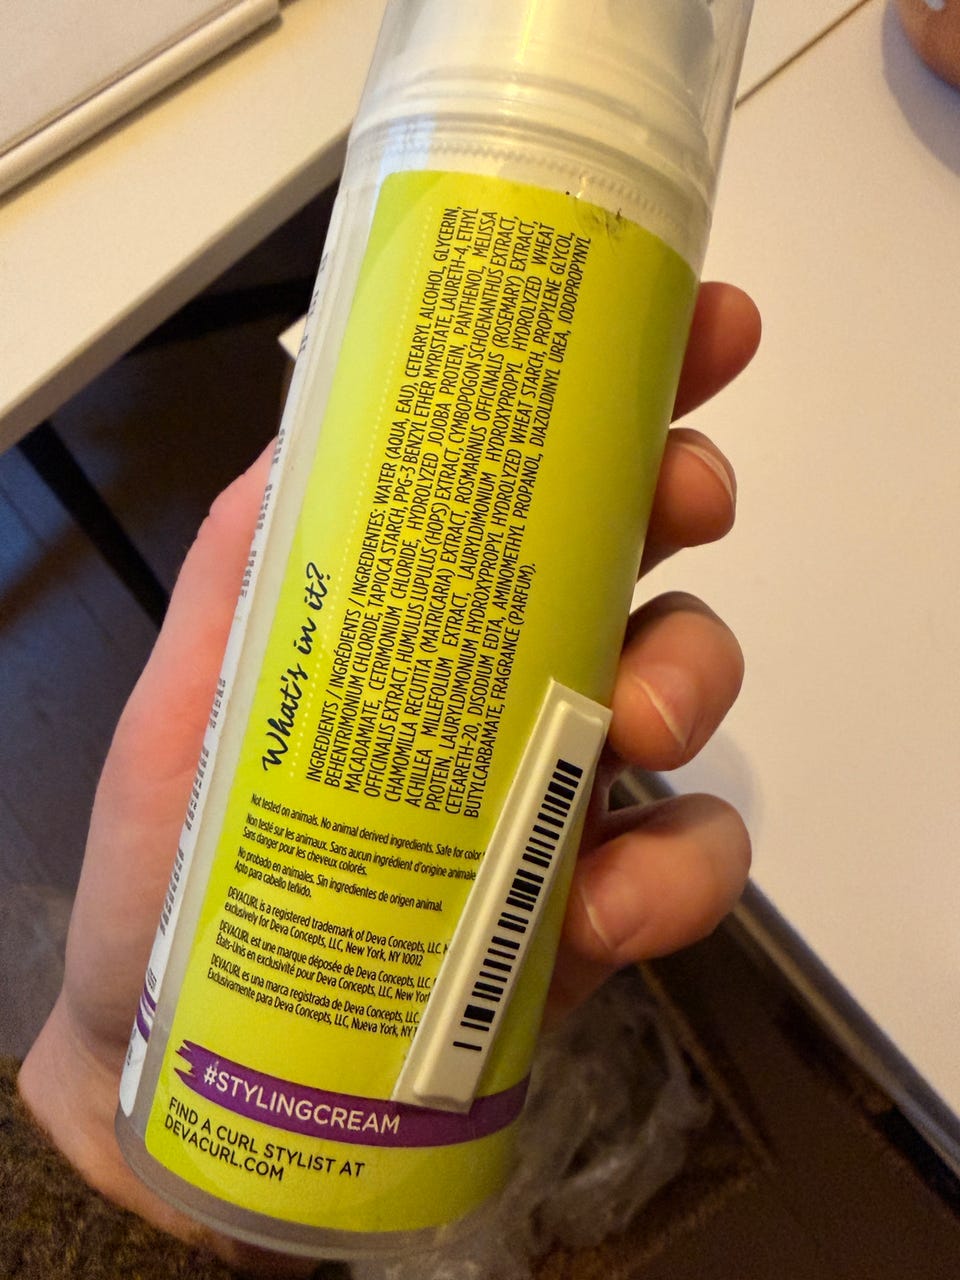 What's in it?
INGREDIENTS / INGRÉDIENTS / INGREDIENTES: WATER (AQUA, EAU), CETEARYL ALCOHOL, GLYCERIN,
BEHENTRIMONIUM CHLORIDE, TAPIOCA STARCH, PPG-3 BENZYL ETHER MYRISTATE, LAURETH-4, ETHYL
MACADAMIATE, CETRIMONIUM CHLORIDE, HYDROLYZED JOJOBA PROTEIN, PANTHENOL, MELISSA
OFFICINALIS EXTRACT, HUMULUS LUPULUS (HOPS) EXTRACT, CYMBOPOGON SCHOENANTHUS EXTRACT,
CHAMOMILLA RECUTITA (MATRICARIA) EXTRACT, ROSMARINUS OFFICINALIS (ROSEMARY) EXTRACT,
ACHILLEA MILLEFOLIUM EXTRACT, LAURYLDIMONIUM HYDROXYPROPYL HYDROLYZED WHEAT
PROTEIN, LAURYLDIMONIUM HYDROXYPROPYL HYDROLYZED WHEAT STARCH, PROPYLENE GLYCOL,
CETEARETH-20, DISODIUM EDTA, AMINOMETHYL PROPANOL, DIAZOLIDINYL UREA, IODOPROPYNYL
BUTYLCARBAMATE, FRAGRANCE (PARFUM).
Not tested on animals. No animal derived ingredients. Safe for color
Non testé sur les animaux. Sans aucun ingrédient d'origine animale
Sans danger pour les cheveux colorés.
No probado en animales. Sin ingredientes de origen animal.
Apto para cabello teñido.
DEVACURL is a registered trademark of Deva Concepts, LLC.
exclusively for Deva Concepts, LLC, New York, NY 10012
DEVACURL est une marque déposée de Deva Concepts, LLC.
États-Unis en exclusivité pour Deva Concepts, LLC, New York
DEVACURL es una marca registrada de Deva Concepts, LLC.
Exclusivamente para Deva Concepts, LLC, Nueva York, NY
#STYLINGCREAM
FIND A CURL STYLIST AT
DEVACURL.COM